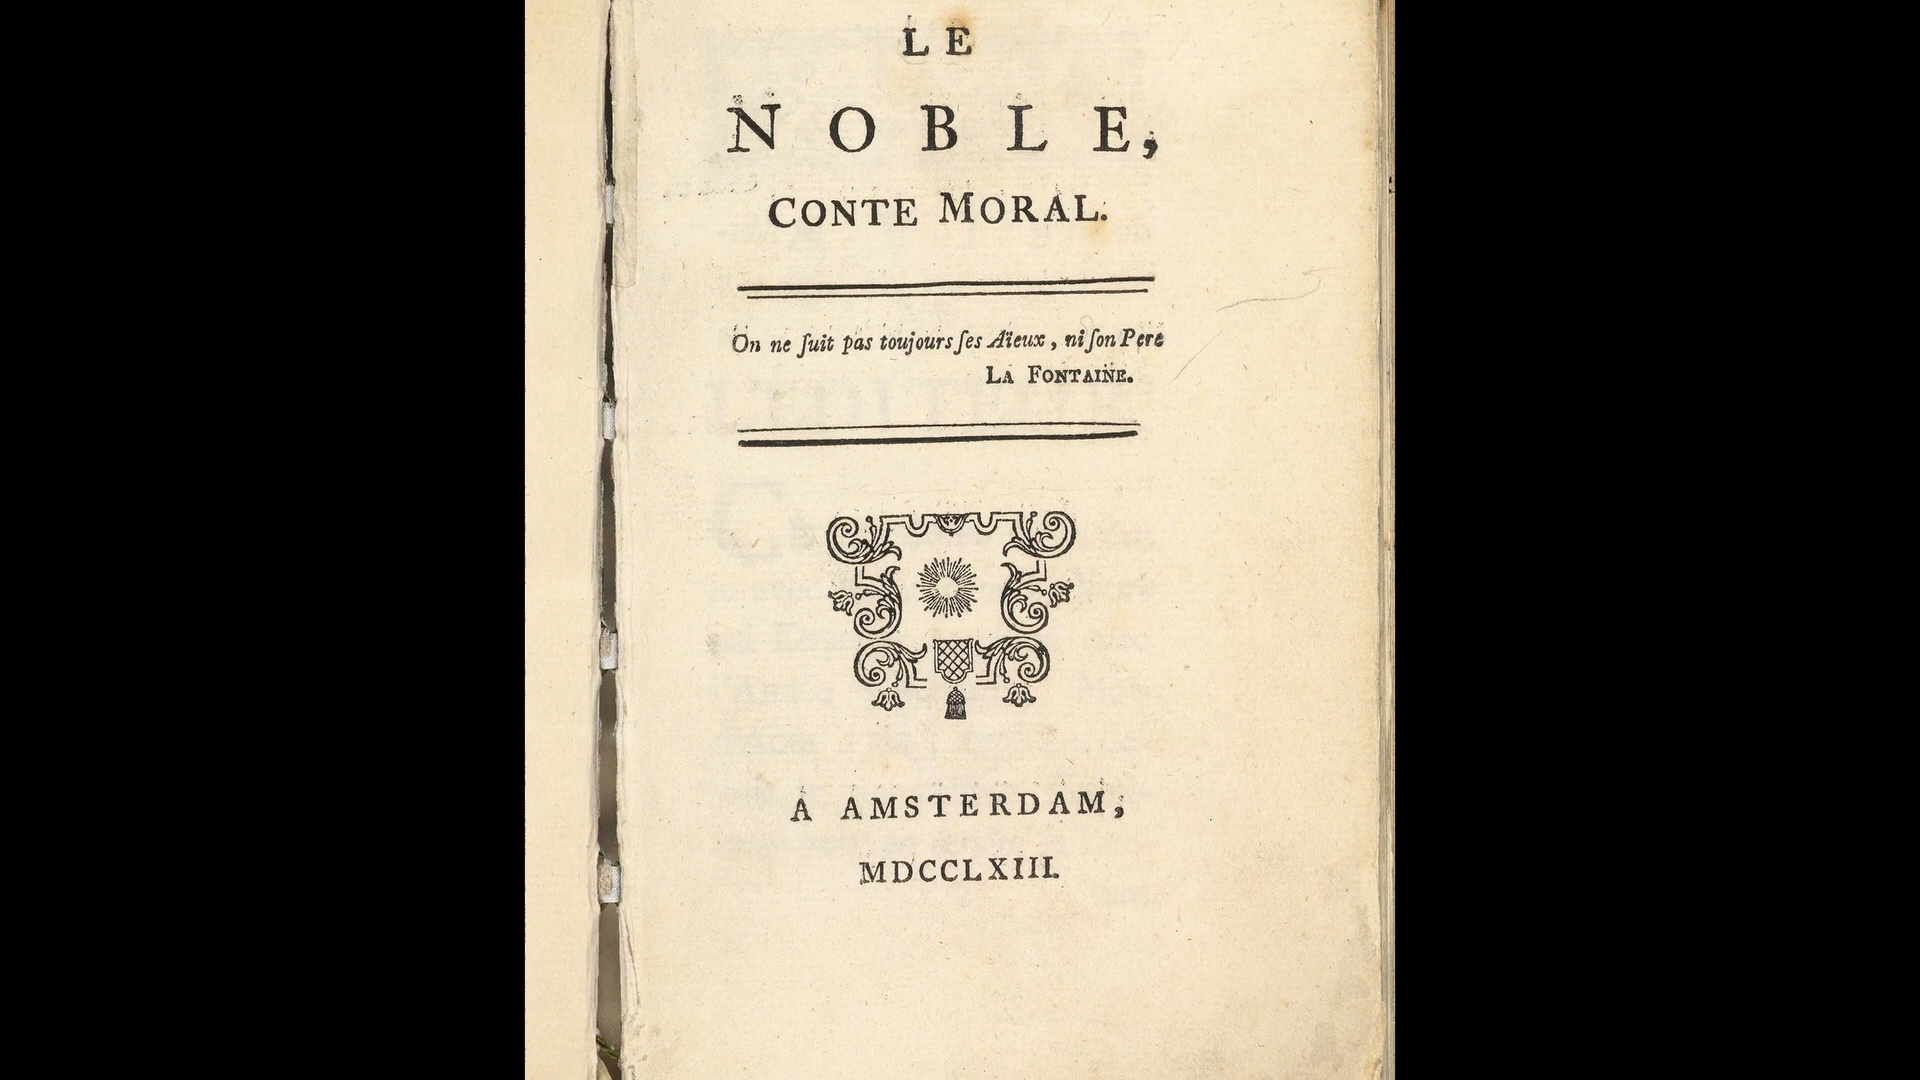 LE
NOBLE,
CONTE MORAL.
On ne ſuit pas toujours ſes Aïeux, ni ſon Pere
LA FONTAINE.
A AMSTERDAM,
MDCCLXIII.